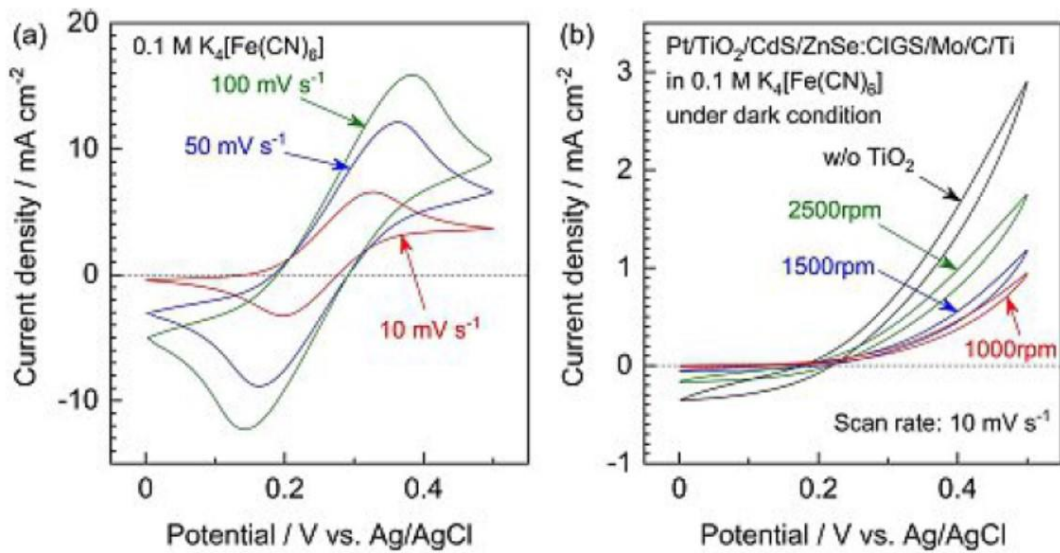 (a)
0.1 M K₄[Fe(CN)₆]
100 mV s⁻¹
50 mV s⁻¹
10 mV s⁻¹
20
10
0
-10
Current density / mA cm⁻²
0
0.2
0.4
Potential / V vs. Ag/AgCl
(b)
Pt/TiO₂/CdS/ZnSe:CIGS/Mo/C/Ti
in 0.1 M K₄[Fe(CN)₆]
under dark condition
w/o TiO₂
2500rpm
1500rpm
1000rpm
Scan rate: 10 mV s⁻¹
3
2
1
0
-1
Current density / mA cm⁻²
0
0.2
0.4
Potential / V vs. Ag/AgCl